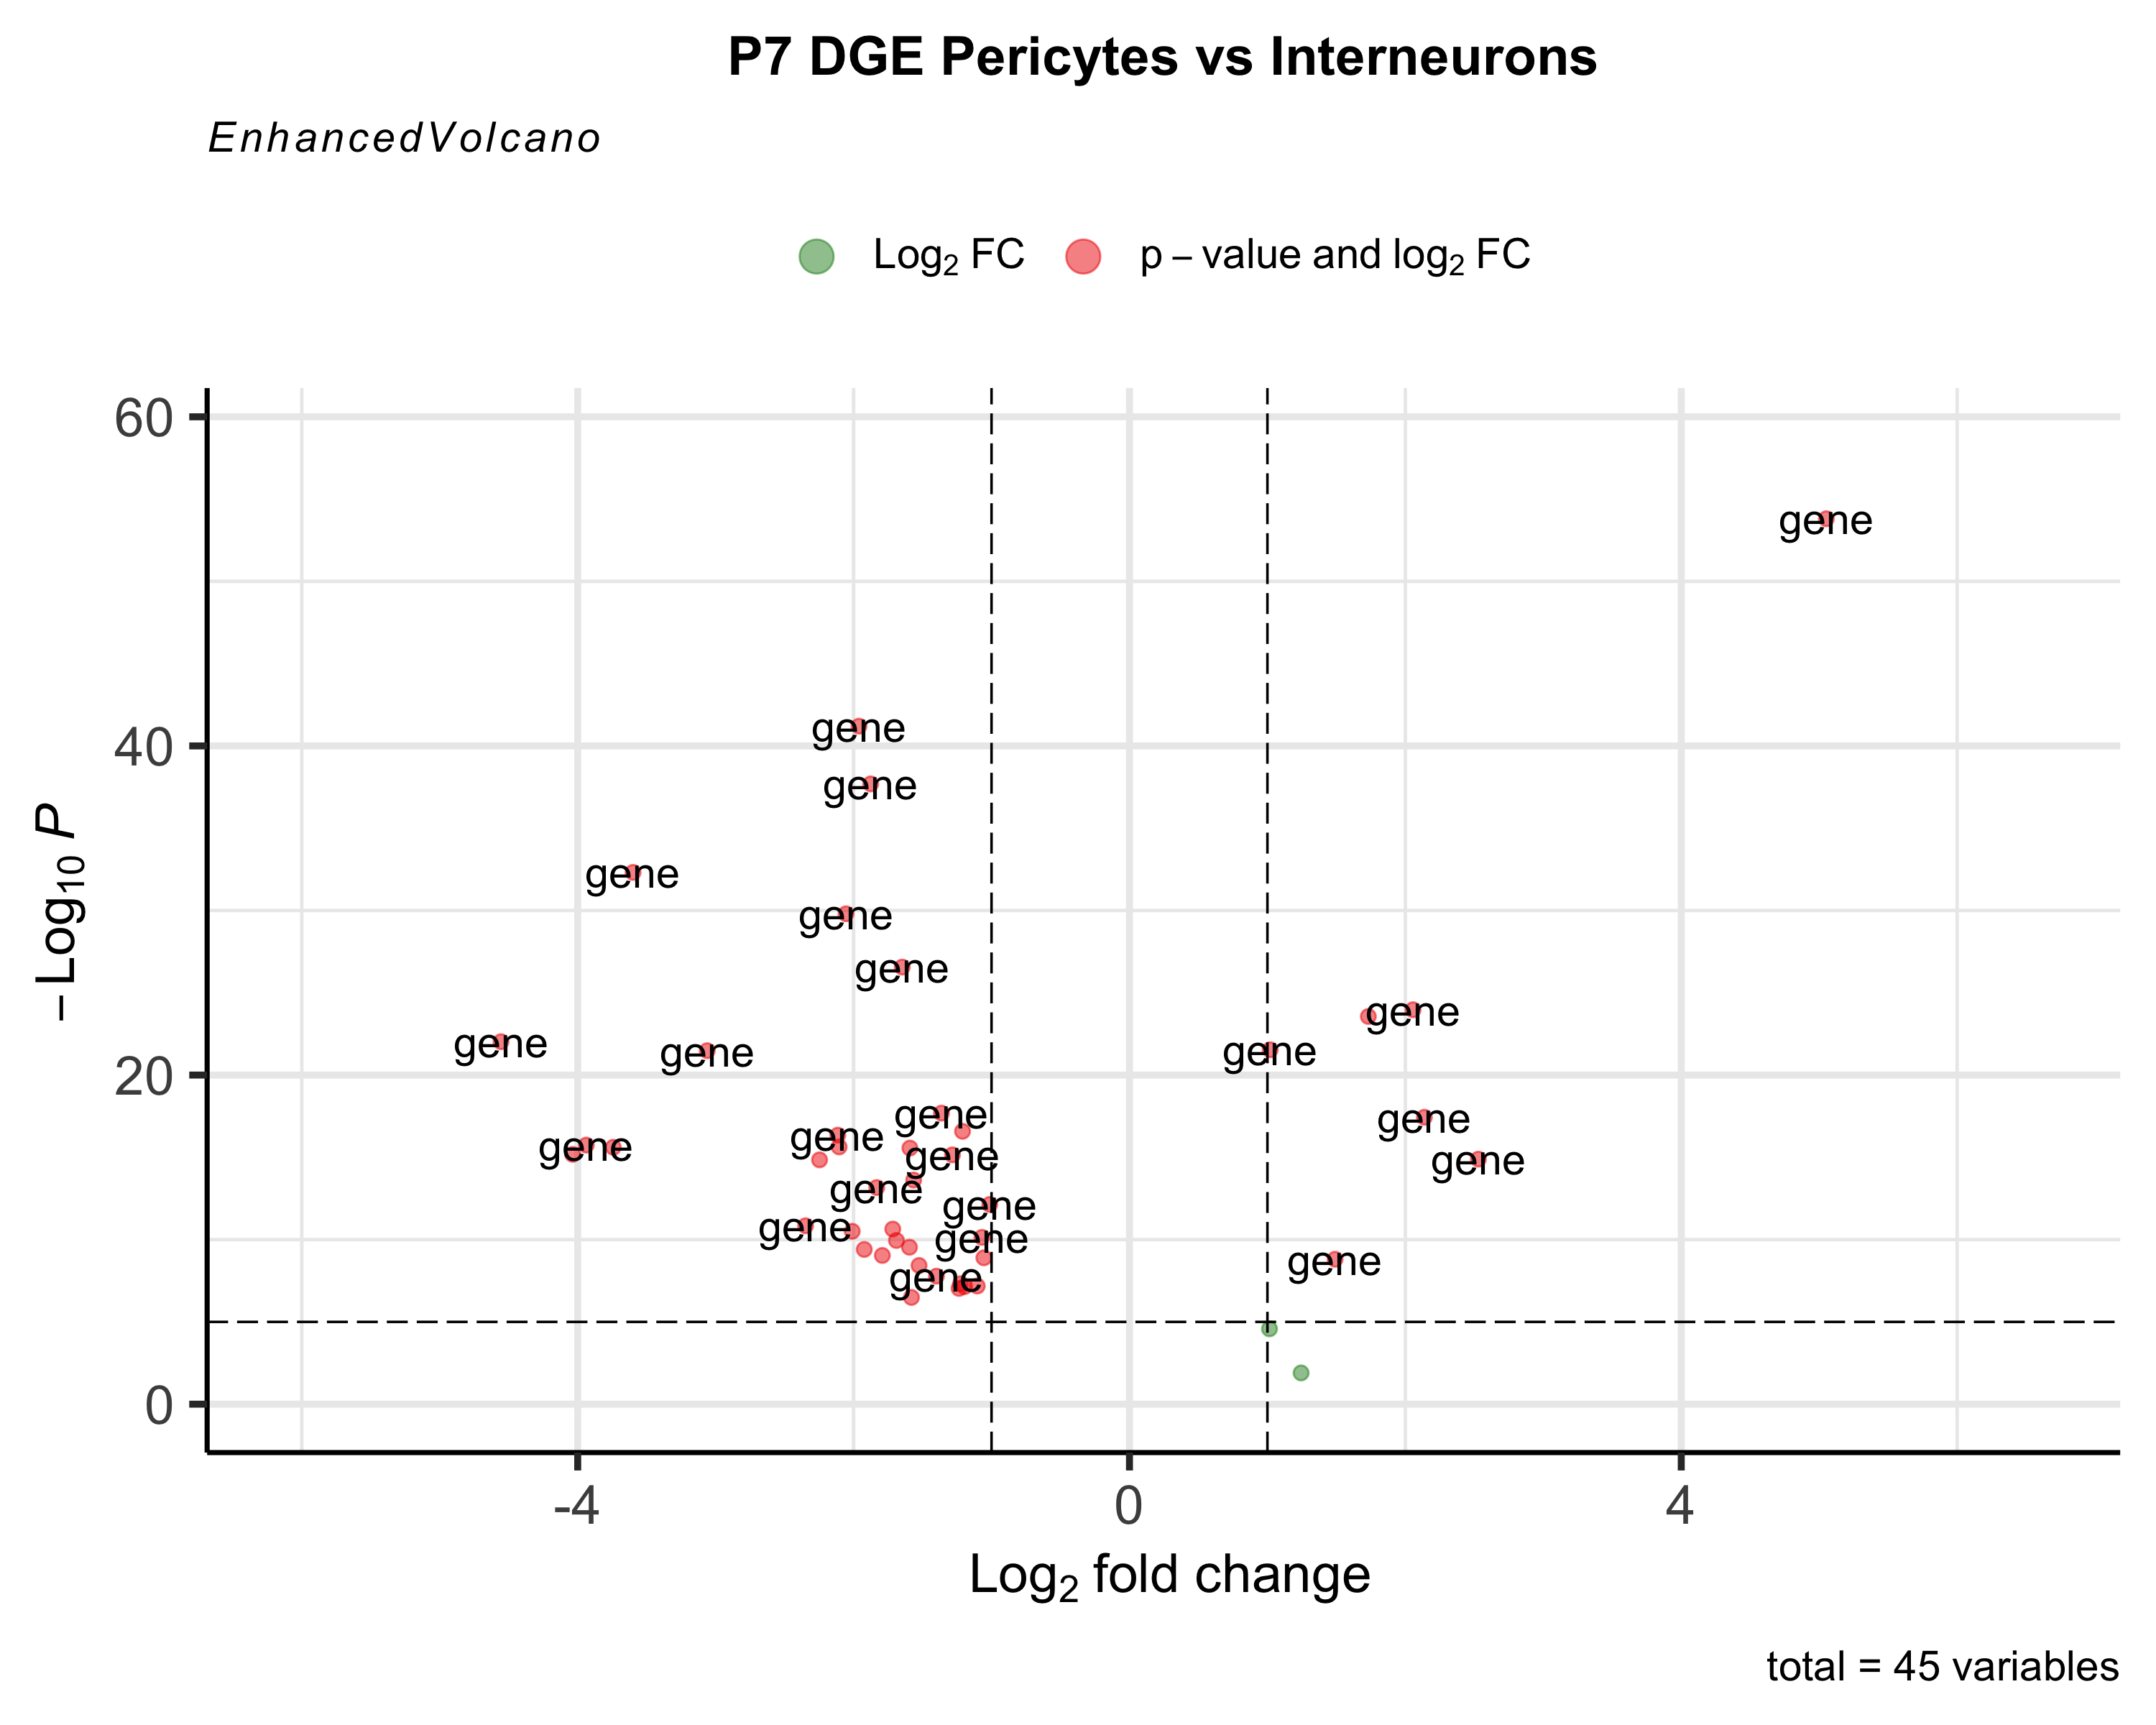 P7 DGE Pericytes vs Interneurons
EnhancedVolcano
Log2 FC p – value and log2 FC
60
gene
gene
40
gene
gene
gene
gene
gene
gene
gene
gene
20
gene
gene
gene
gene
gene
gene
gene
gene
gene
gene
gene
gene
0
-4 0 4
– Log10 P
Log2 fold change
total = 45 variables